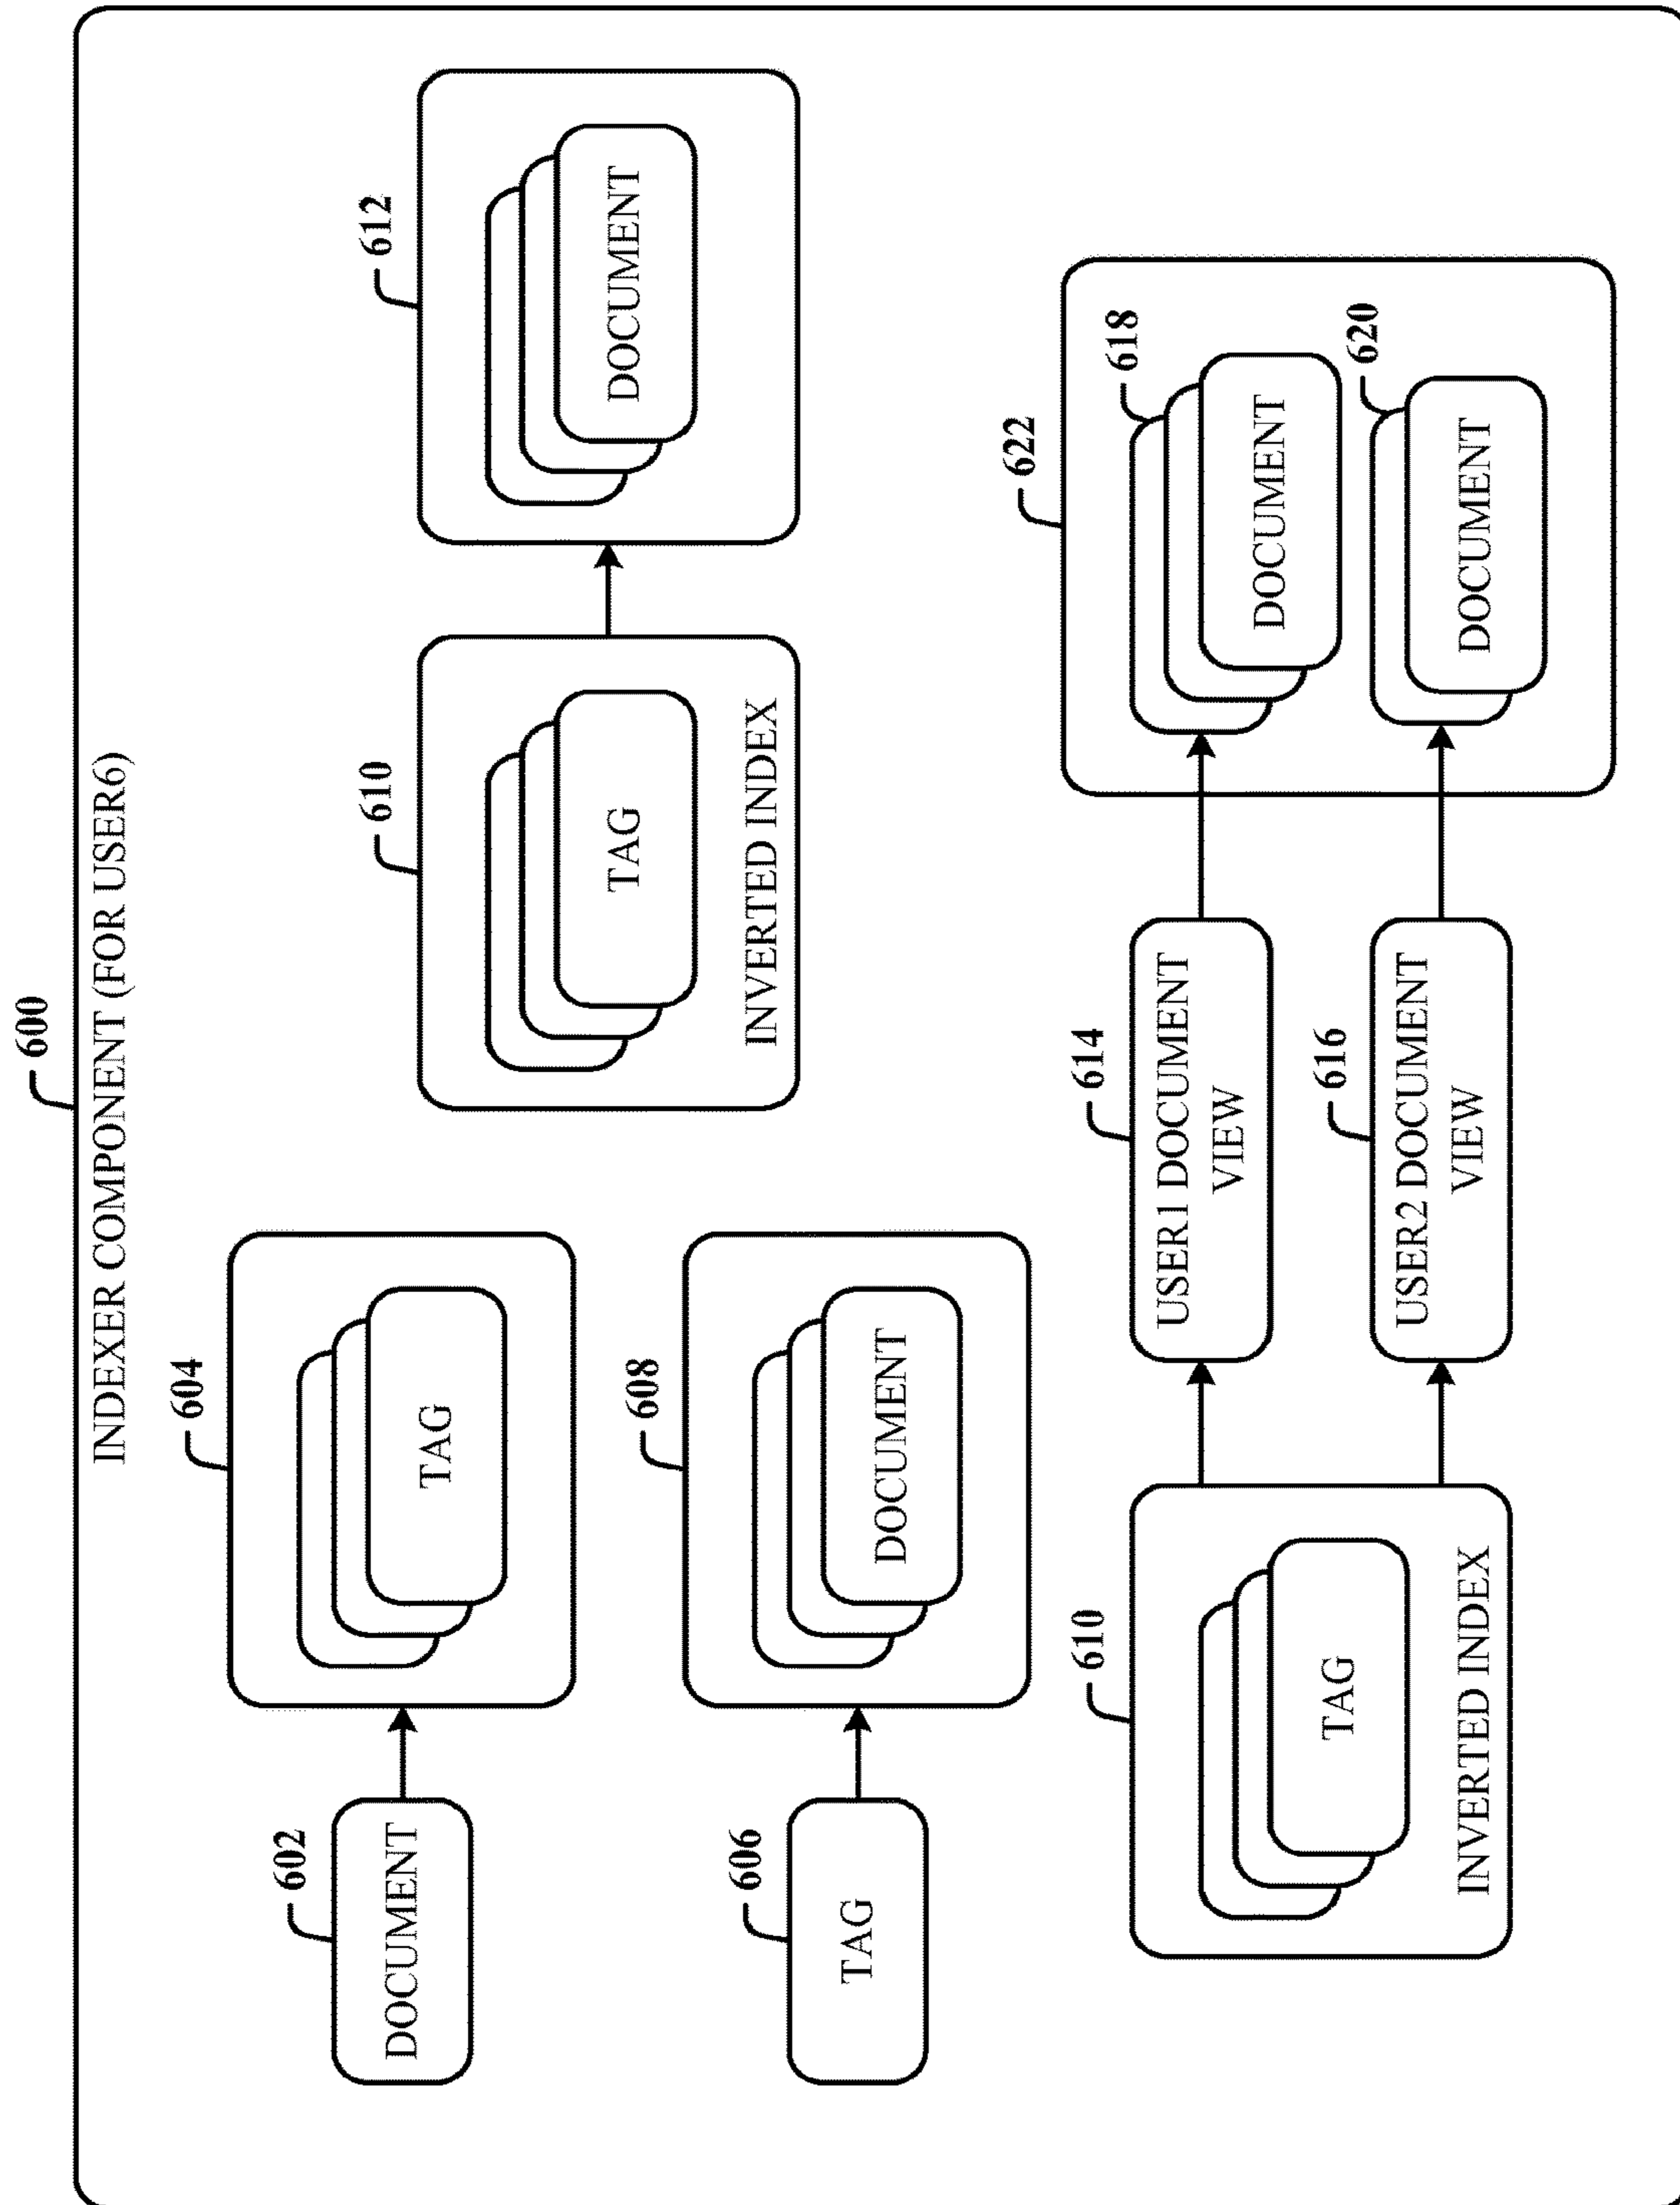 600
INDEXER COMPONENT (FOR USER6)
602
DOCUMENT
604
TAG
606
TAG
608
DOCUMENT
610
TAG
INVERTED INDEX
612
DOCUMENT
610
TAG
INVERTED INDEX
614
USER1 DOCUMENT
VIEW
616
USER2 DOCUMENT
VIEW
622
618
DOCUMENT
620
DOCUMENT